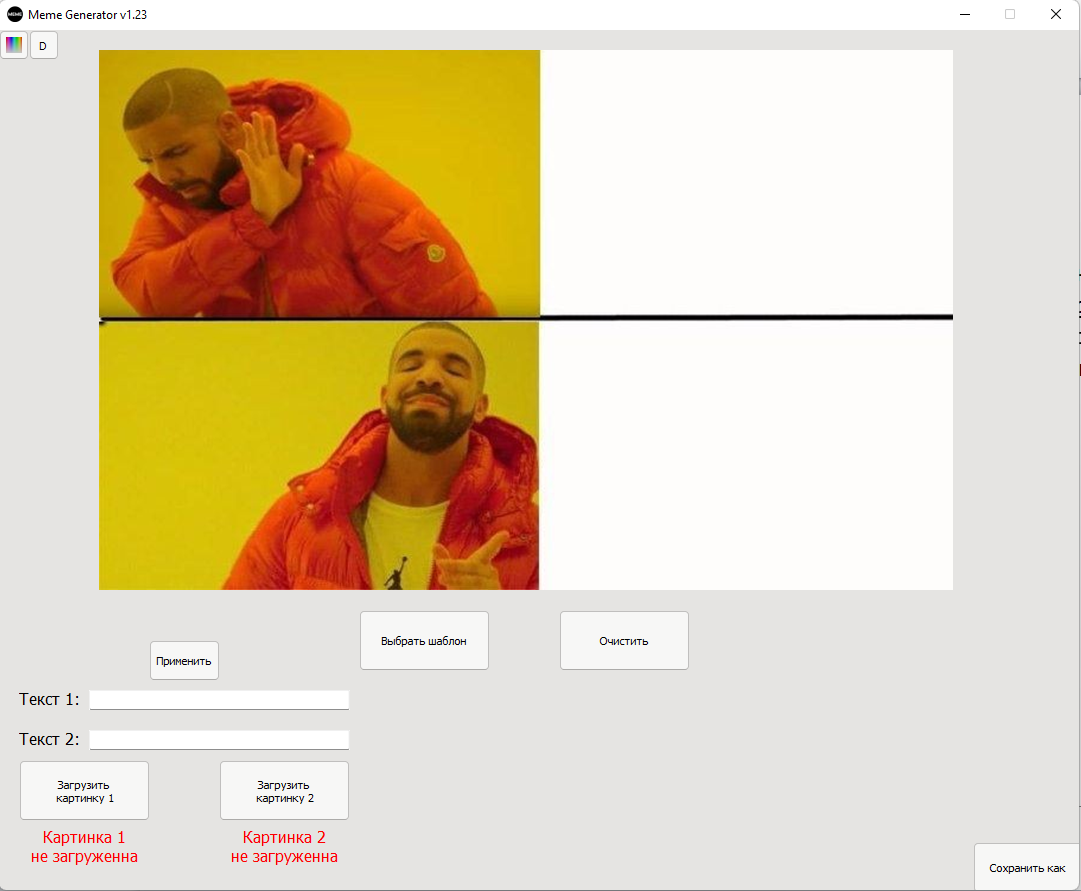 Meme Generator v1.23
D
Выбрать шаблон
Очистить
Применить
Текст 1:
Текст 2:
Загрузить
картинку 1
Загрузить
картинку 2
Картинка 1
не загруженна
Картинка 2
не загруженна
Сохранить как